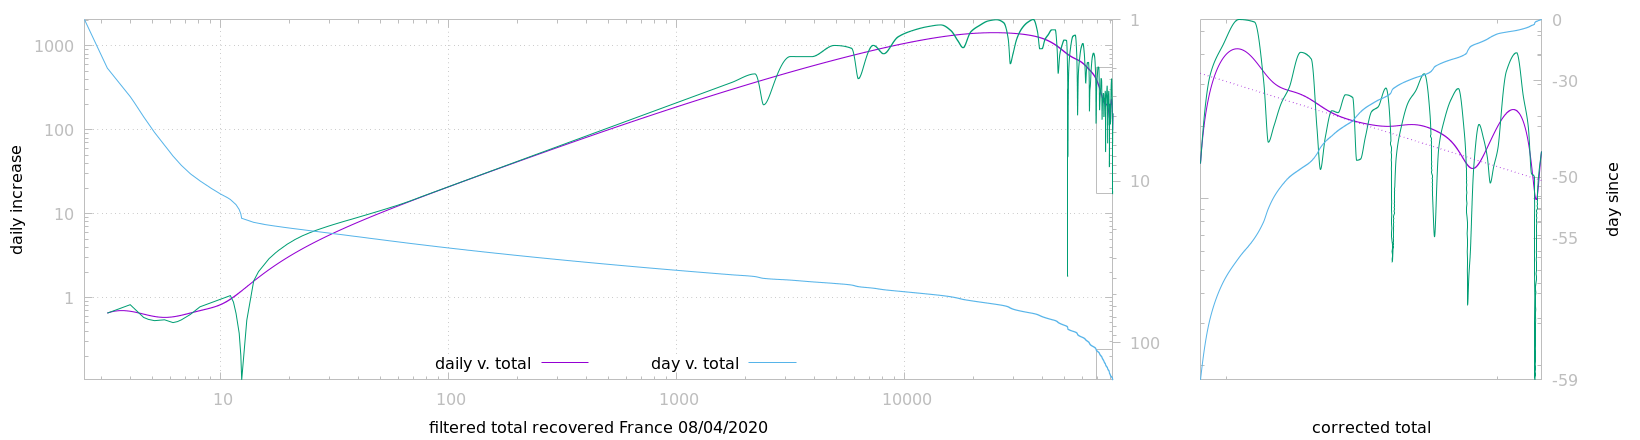 daily increase
1000
100
10
1
10
100
1000
10000
1
10
100
daily v. total
day v. total
filtered total recovered France 08/04/2020
0
-30
-50
-55
-59
day since
corrected total